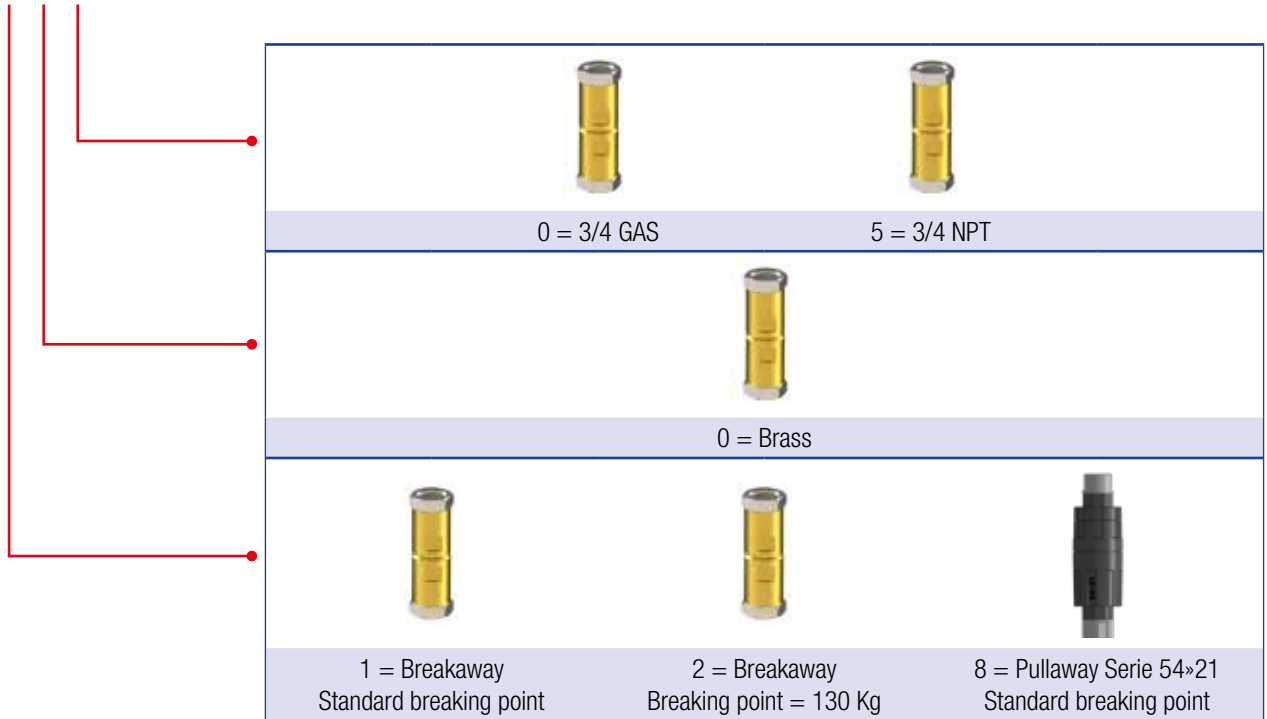 0 = 3/4 GAS
5 = 3/4 NPT
0 = Brass
1 = Breakaway
Standard breaking point
2 = Breakaway
Breaking point = 130 Kg
8 = Pullaway Serie 54»21
Standard breaking point